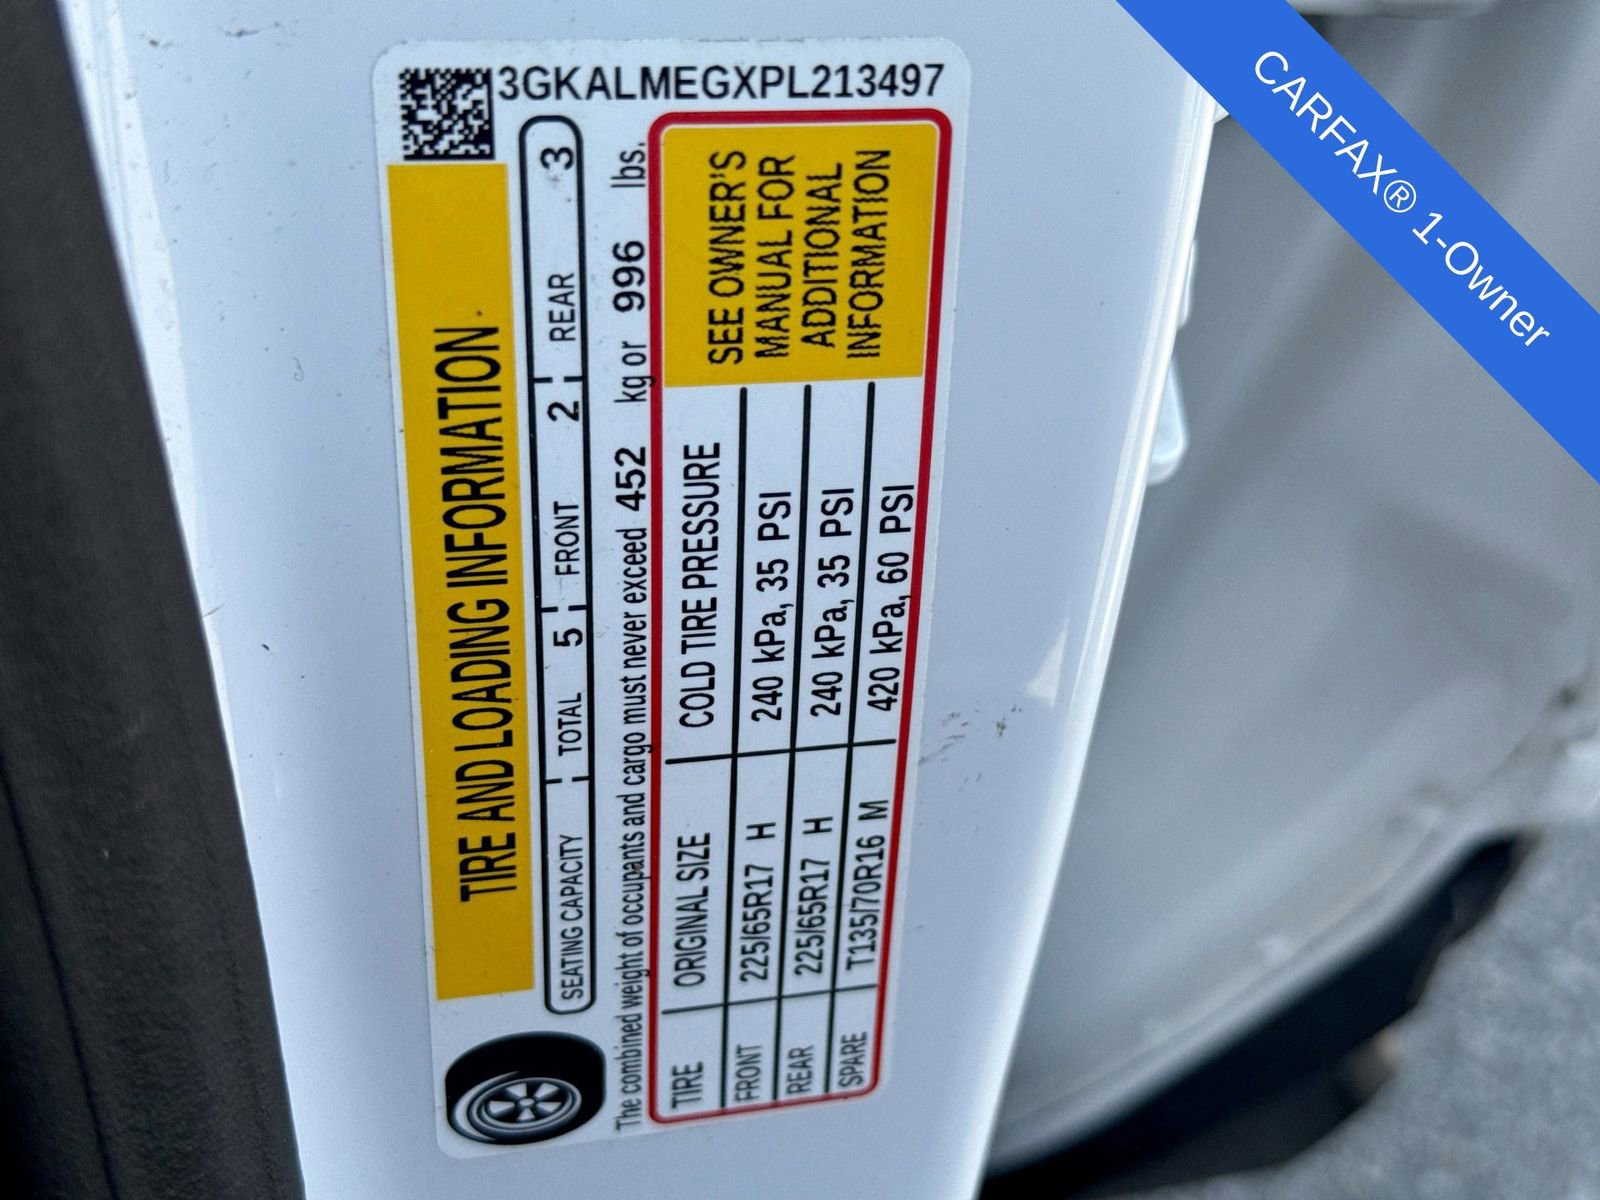 3GKALMEGXPL213497
TIRE AND LOADING INFORMATION
SEATING CAPACITY TOTAL 5 FRONT 2 REAR 3
The combined weight of occupants and cargo must never exceed 452 kg or 996 lbs.
TIRE ORIGINAL SIZE COLD TIRE PRESSURE
FRONT 225/65R17 H 240 kPa, 35 PSI
REAR 225/65R17 H 240 kPa, 35 PSI
SPARE T135/70R16 M 420 kPa, 60 PSI
SEE OWNER'S
MANUAL FOR
ADDITIONAL
INFORMATION
CARFAX® 1-Owner